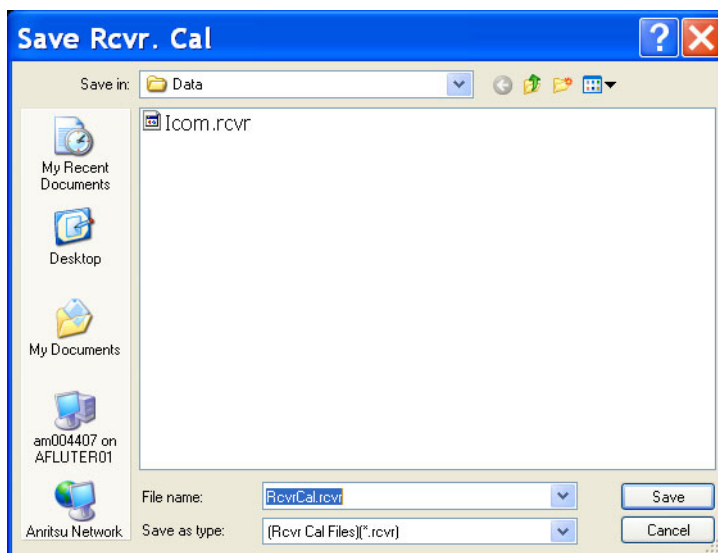 Save Rcvr. Cal
Save in:
Data
Icom.rcvr
My Recent
Documents
Desktop
My Documents
am004407 on
AFLUTER01
Anritsu Network
File name:
RcvrCal.rcvr
Save
Save as type:
(Rcvr Cal Files)(*.rcvr)
Cancel